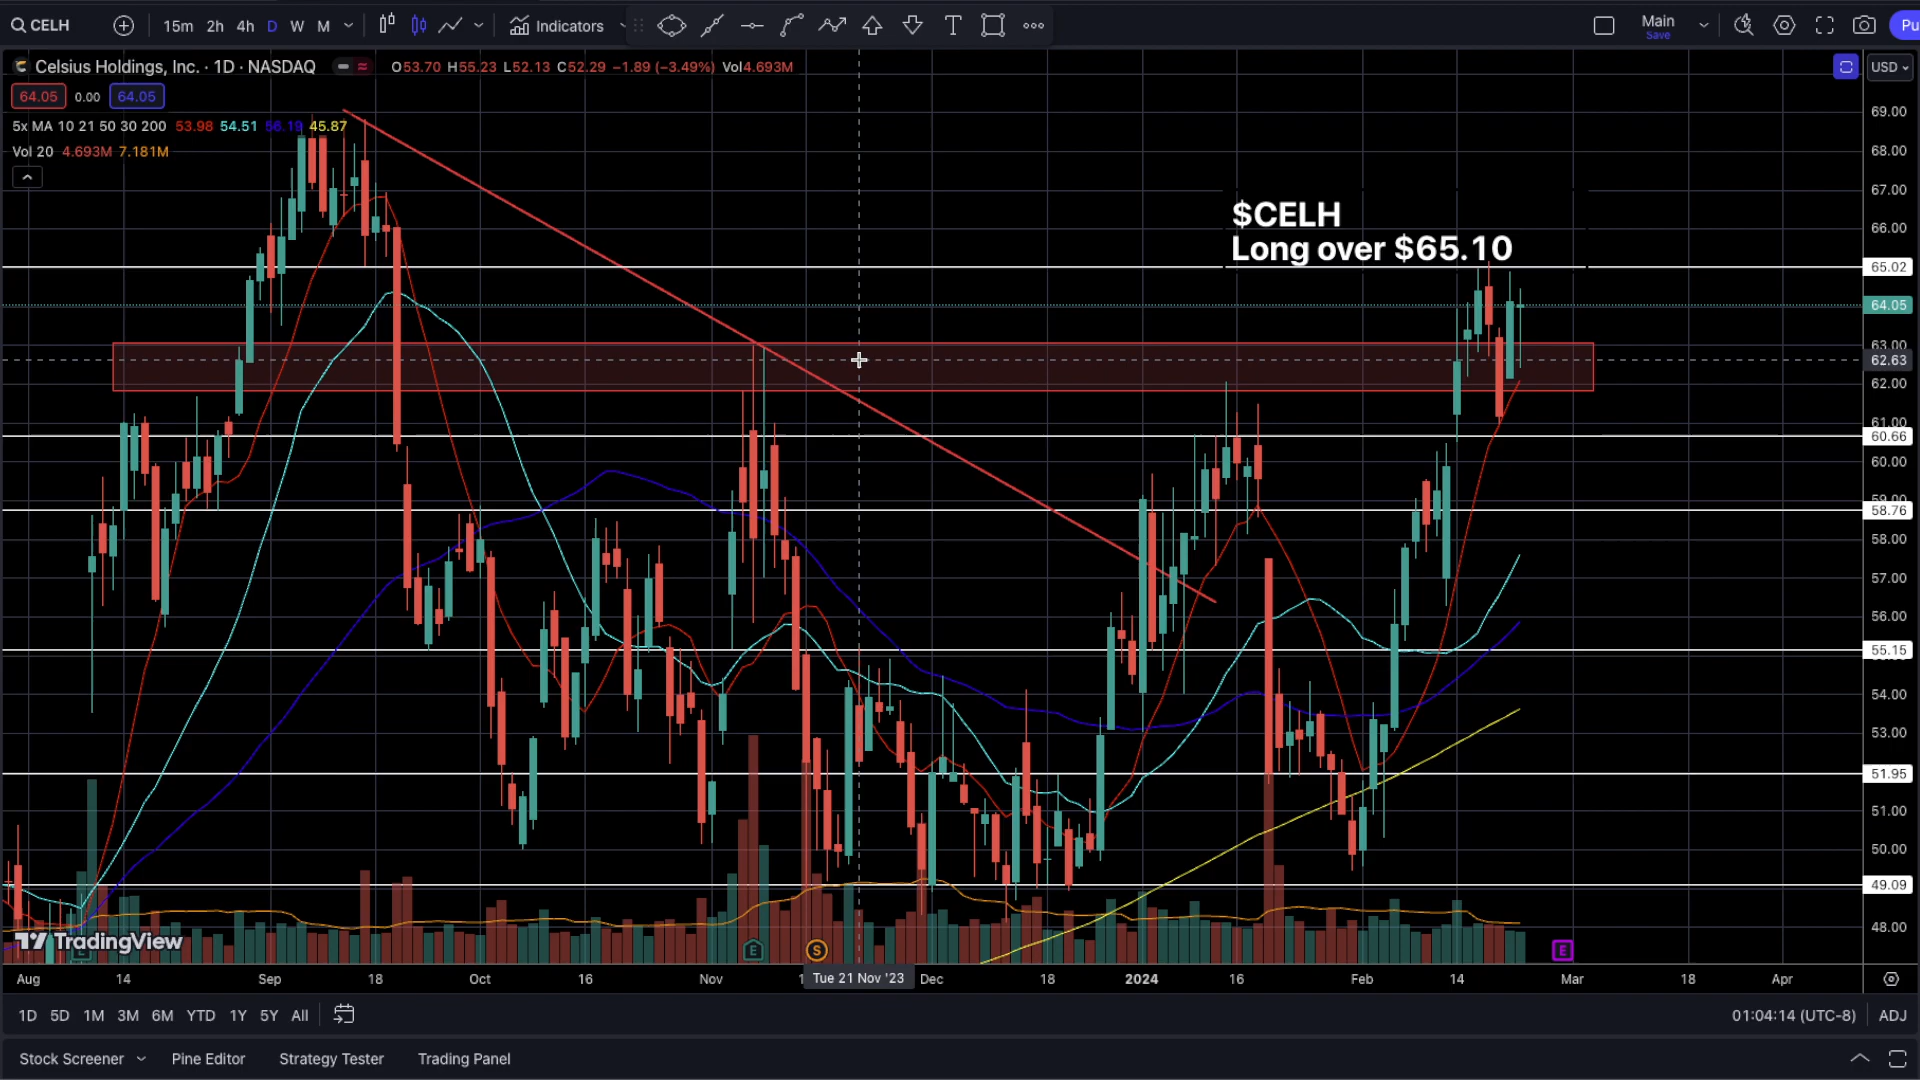 CELH 15m 2h 4h D W M Indicators Main
Save
Pu
Celsius Holdings, Inc. · 1D · NASDAQ O53.70 H55.23 L52.13 C52.29 −1.89 (−3.49%) Vol4.693M
USD
64.05 0.00 64.05
5x MA 10 21 50 30 200 53.98 54.51 56.19 45.87
Vol 20 4.693M 7.181M
$CELH
Long over $65.10
69.00
68.00
67.00
66.00
65.02
64.05
63.00
62.63
62.00
61.00
60.66
60.00
59.00
58.76
58.00
57.00
56.00
55.15
54.00
53.00
51.95
51.00
50.00
49.09
48.00
TradingView
E E S E
Aug 14 Sep 18 Oct 16 Nov Tue 21 Nov '23 Dec 18 2024 16 Feb 14 Mar 18 Apr
1D 5D 1M 3M 6M YTD 1Y 5Y All 01:04:14 (UTC-8) ADJ
Stock Screener Pine Editor Strategy Tester Trading Panel